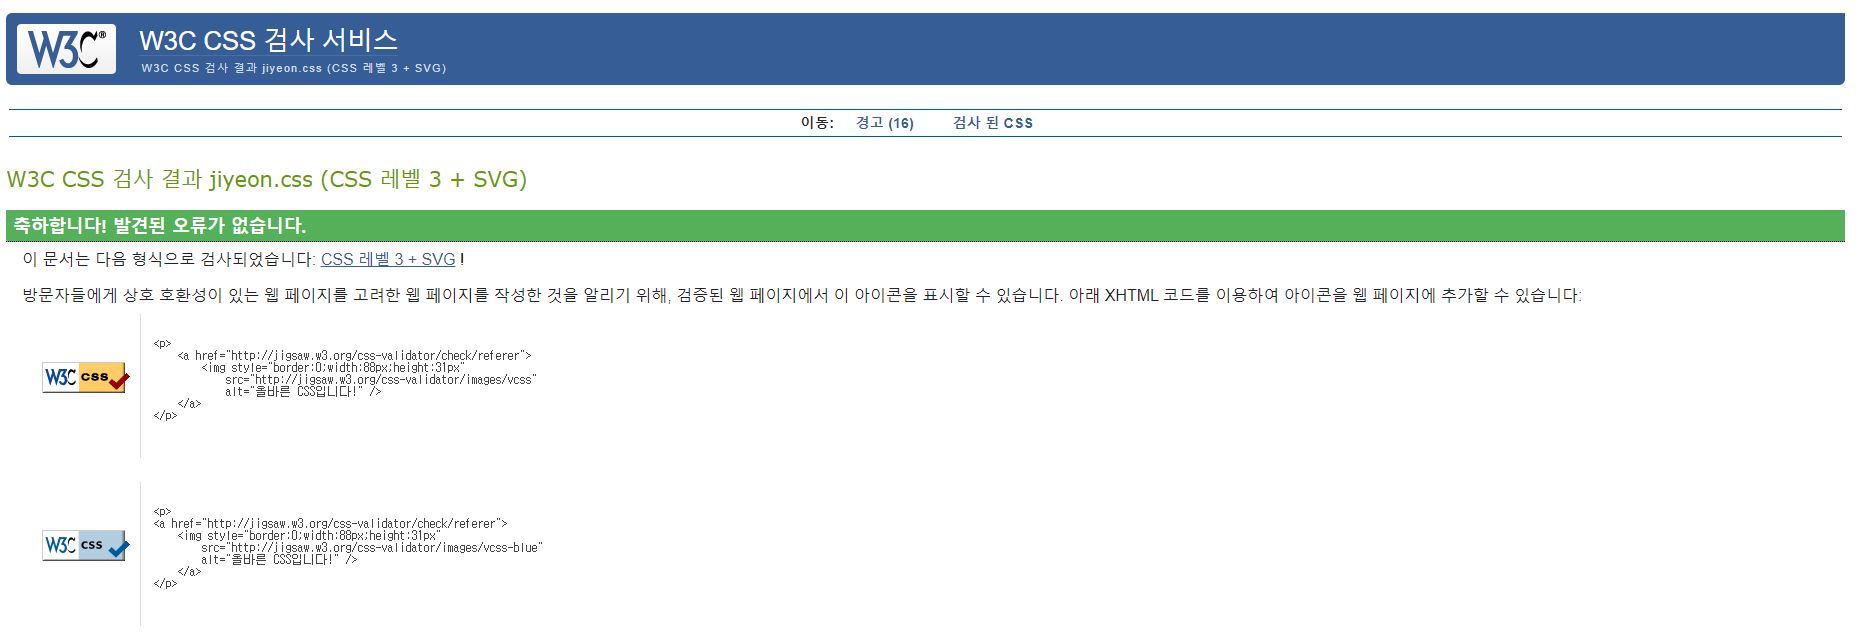 W3C®
W3C CSS 검사 서비스
W3C CSS 검사 결과 jiyeon.css (CSS 레벨 3 + SVG)
이동: 경고 (16) 검사 된 CSS
W3C CSS 검사 결과 jiyeon.css (CSS 레벨 3 + SVG)
축하합니다! 발견된 오류가 없습니다.
이 문서는 다음 형식으로 검사되었습니다: CSS 레벨 3 + SVG !
방문자들에게 상호 호환성이 있는 웹 페이지를 고려한 웹 페이지를 작성한 것을 알리기 위해, 검증된 웹 페이지에서 이 아이콘을 표시할 수 있습니다. 아래 XHTML 코드를 이용하여 아이콘을 웹 페이지에 추가할 수 있습니다:
W3C CSS
<p>
<a href="http://jigsaw.w3.org/css-validator/check/referer">
<img style="border:0;width:88px;height:31px"
src="http://jigsaw.w3.org/css-validator/images/vcss"
alt="올바른 CSS입니다!" />
</a>
</p>
W3C CSS
<p>
<a href="http://jigsaw.w3.org/css-validator/check/referer">
<img style="border:0;width:88px;height:31px"
src="http://jigsaw.w3.org/css-validator/images/vcss-blue"
alt="올바른 CSS입니다!" />
</a>
</p>